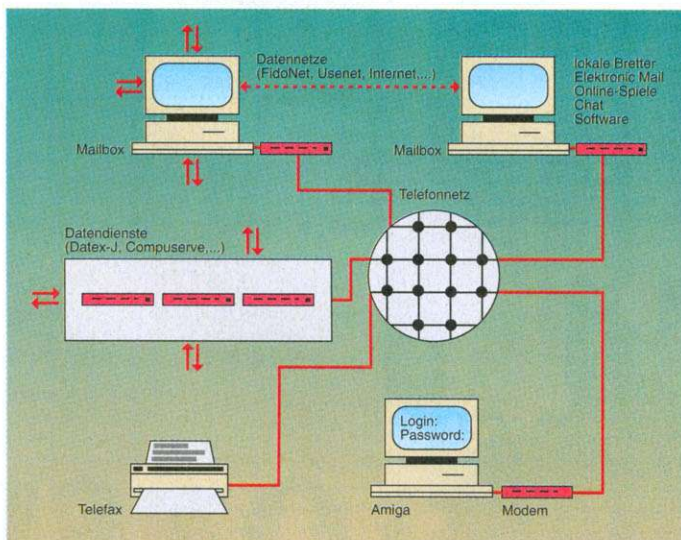 Datennetze
(FidoNet, Usenet, Internet,...)
lokale Bretter
Elektronic Mail
Online-Spiele
Chat
Software
Mailbox
Mailbox
Telefonnetz
Datendienste
(Datex-J, Compuserve,...)
Login:
Password:
Telefax
Amiga
Modem